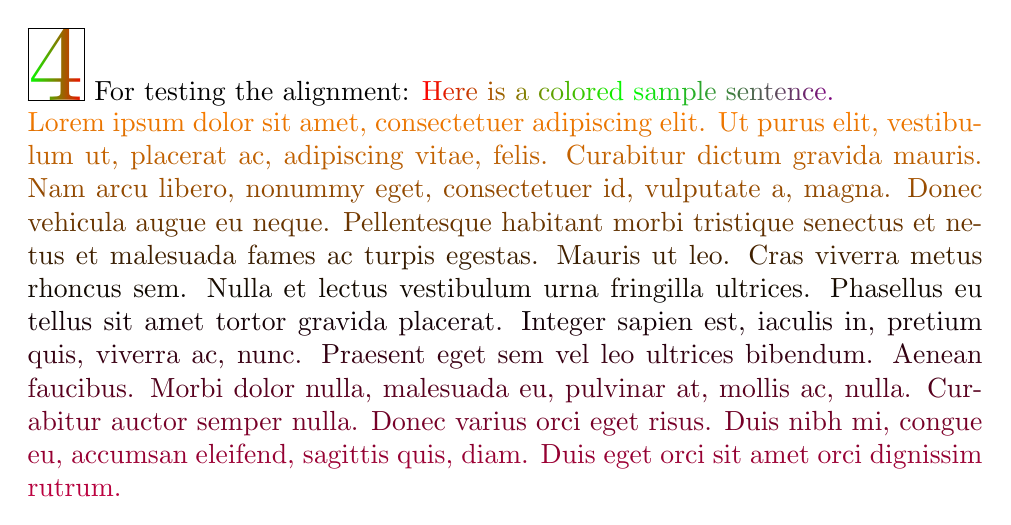 4 For testing the alignment: Here is a colored sample sentence.
Lorem ipsum dolor sit amet, consectetuer adipiscing elit. Ut purus elit, vestibu-
lum ut, placerat ac, adipiscing vitae, felis. Curabitur dictum gravida mauris.
Nam arcu libero, nonummy eget, consectetuer id, vulputate a, magna. Donec
vehicula augue eu neque. Pellentesque habitant morbi tristique senectus et ne-
tus et malesuada fames ac turpis egestas. Mauris ut leo. Cras viverra metus
rhoncus sem. Nulla et lectus vestibulum urna fringilla ultrices. Phasellus eu
tellus sit amet tortor gravida placerat. Integer sapien est, iaculis in, pretium
quis, viverra ac, nunc. Praesent eget sem vel leo ultrices bibendum. Aenean
faucibus. Morbi dolor nulla, malesuada eu, pulvinar at, mollis ac, nulla. Cur-
abitur auctor semper nulla. Donec varius orci eget risus. Duis nibh mi, congue
eu, accumsan eleifend, sagittis quis, diam. Duis eget orci sit amet orci dignissim
rutrum.